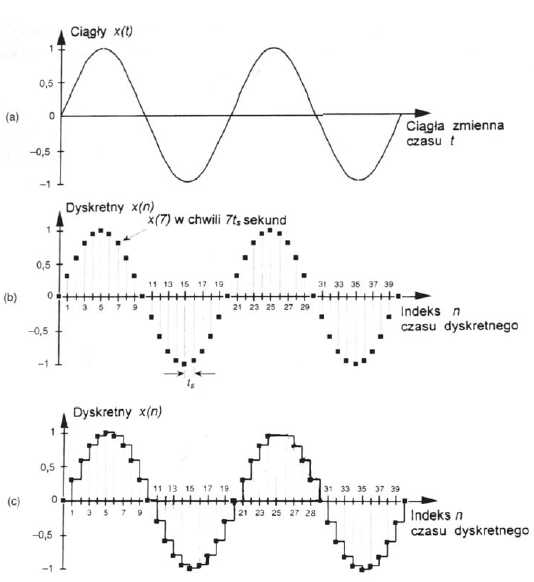 Ciągły x(t)
1
0,5
(a)
0
−0,5
−1
Ciągła zmienna
czasu t
Dyskretny x(n)
x(7) w chwili 7ts sekund
1
0,5
(b)
0
11 13 15 17 19 31 33 35 37 39
1 3 5 7 9 21 23 25 27 29
−0,5
−1
ts
Indeks n
czasu dyskretnego
Dyskretny x(n)
1
0,5
(c)
0
11 13 15 17 19 31 33 35 37 39
1 3 5 7 9 21 23 25 27 28
−0,5
−1
Indeks n
czasu dyskretnego